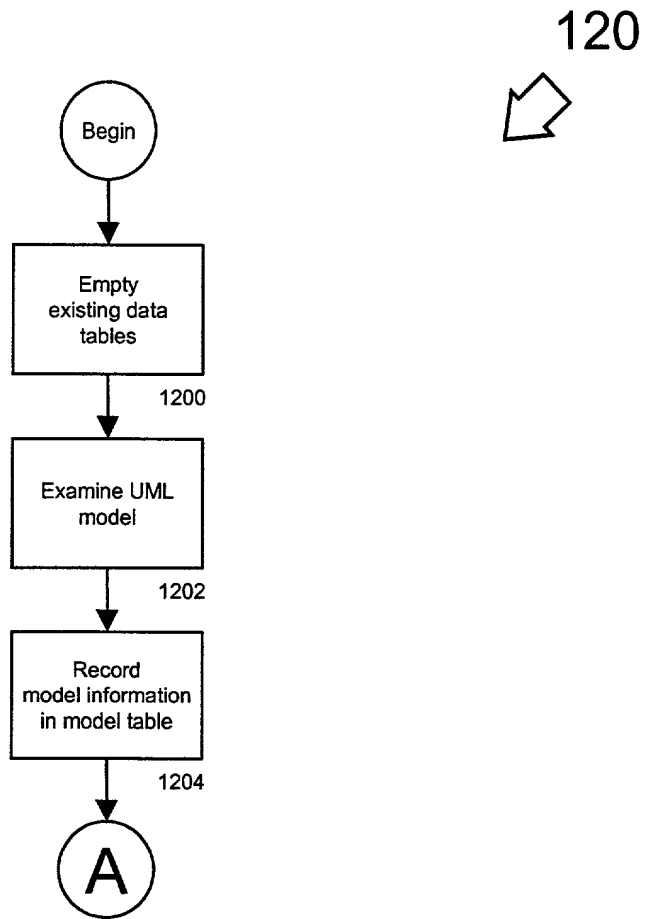 120
Begin
Empty
existing data
tables
1200
Examine UML
model
1202
Record
model information
in model table
1204
A